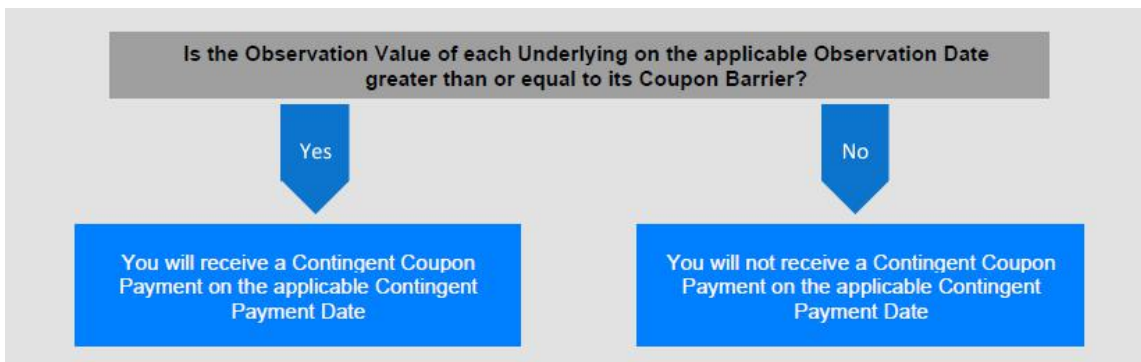 Is the Observation Value of each Underlying on the applicable Observation Date
greater than or equal to its Coupon Barrier?
Yes
No
You will receive a Contingent Coupon
Payment on the applicable Contingent
Payment Date
You will not receive a Contingent Coupon
Payment on the applicable Contingent
Payment Date